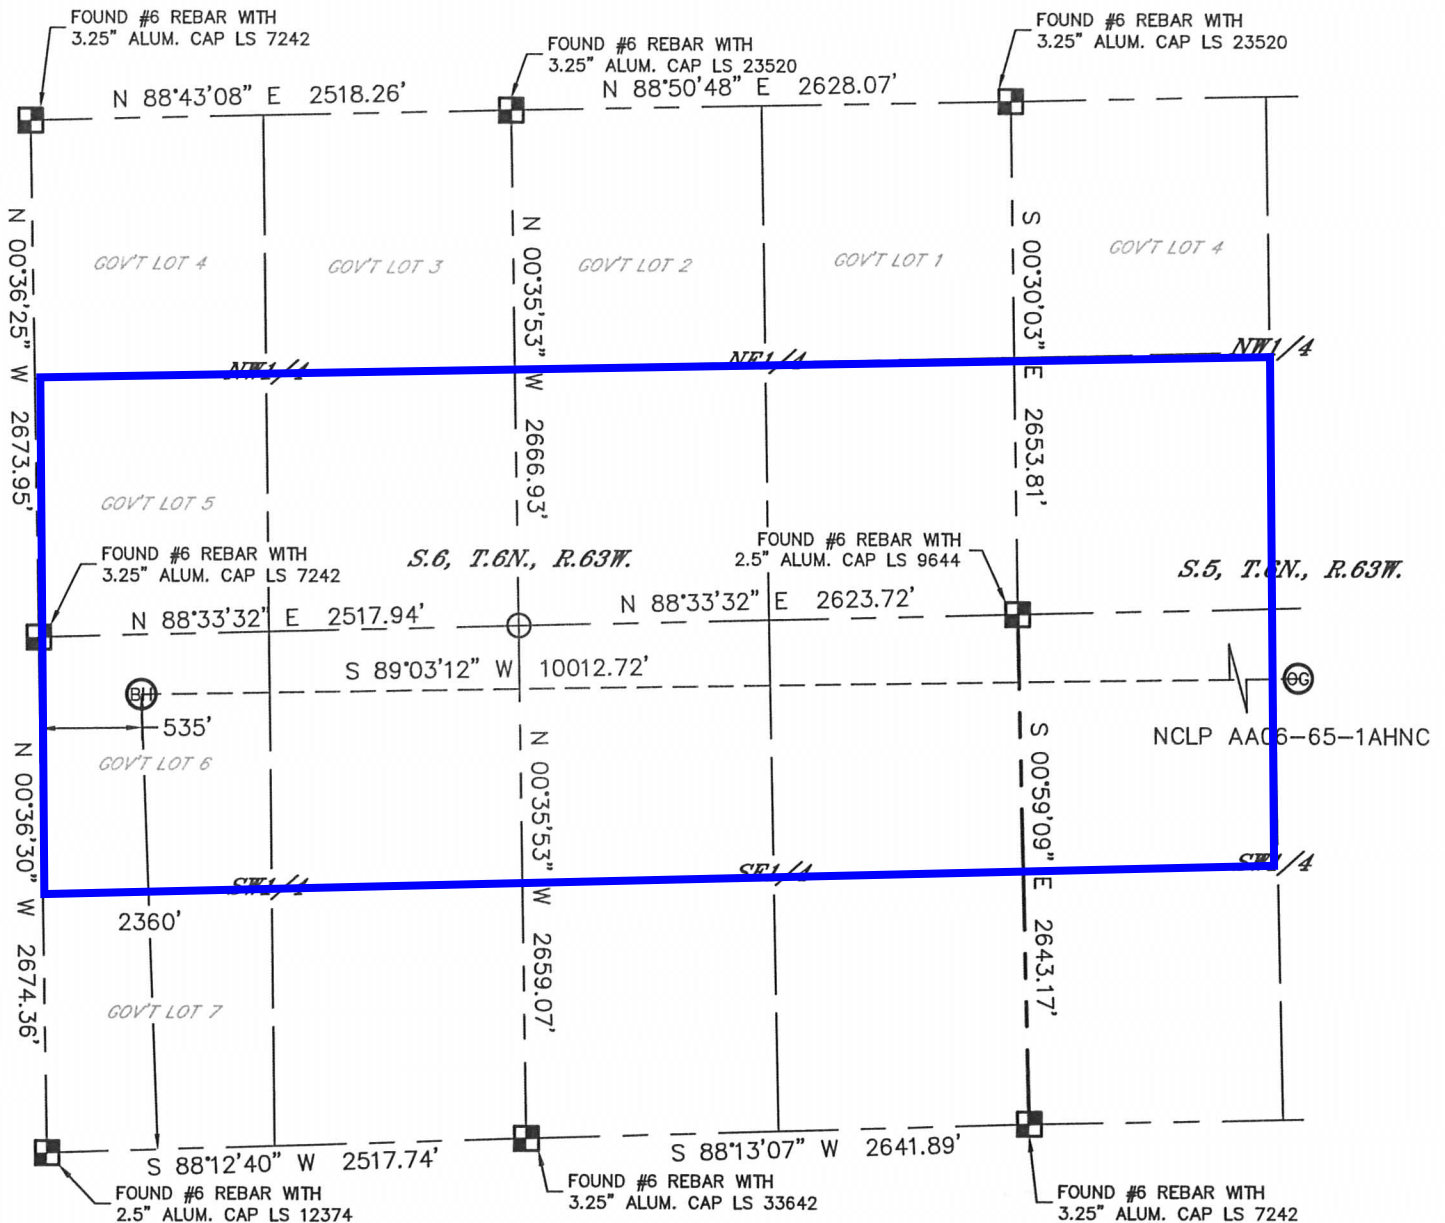 FOUND #6 REBAR WITH
3.25" ALUM. CAP LS 7242
FOUND #6 REBAR WITH
3.25" ALUM. CAP LS 23520
FOUND #6 REBAR WITH
3.25" ALUM. CAP LS 23520
N 88°43'08" E 2518.26'
N 88°50'48" E 2628.07'
N 00°36'25" W 2673.95'
N 00°35'53" W 2666.93'
S 00°30'03" E 2653.81'
GOV'T LOT 4
GOV'T LOT 3
GOV'T LOT 2
GOV'T LOT 1
GOV'T LOT 4
NW1/4
NE1/4
NW1/4
GOV'T LOT 5
FOUND #6 REBAR WITH
3.25" ALUM. CAP LS 7242
S.6, T.6N., R.63W.
FOUND #6 REBAR WITH
2.5" ALUM. CAP LS 9644
S.5, T.6N., R.63W.
N 88°33'32" E 2517.94'
N 88°33'32" E 2623.72'
S 89°03'12" W 10012.72'
BH
OG
535'
NCLP AA06-65-1AHNC
GOV'T LOT 6
N 00°36'30" W 2674.36'
N 00°35'53" W 2659.07'
S 00°59'09" E 2643.17'
SW1/4
SE1/4
SW1/4
2360'
GOV'T LOT 7
S 88°12'40" W 2517.74'
S 88°13'07" W 2641.89'
FOUND #6 REBAR WITH
2.5" ALUM. CAP LS 12374
FOUND #6 REBAR WITH
3.25" ALUM. CAP LS 33642
FOUND #6 REBAR WITH
3.25" ALUM. CAP LS 7242